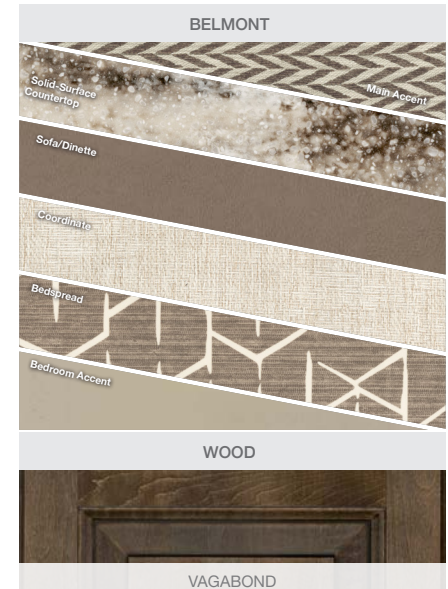 BELMONT
Main Accent
Solid-Surface
Countertop
Sofa/Dinette
Coordinate
Bedspread
Bedroom Accent
WOOD
VAGABOND